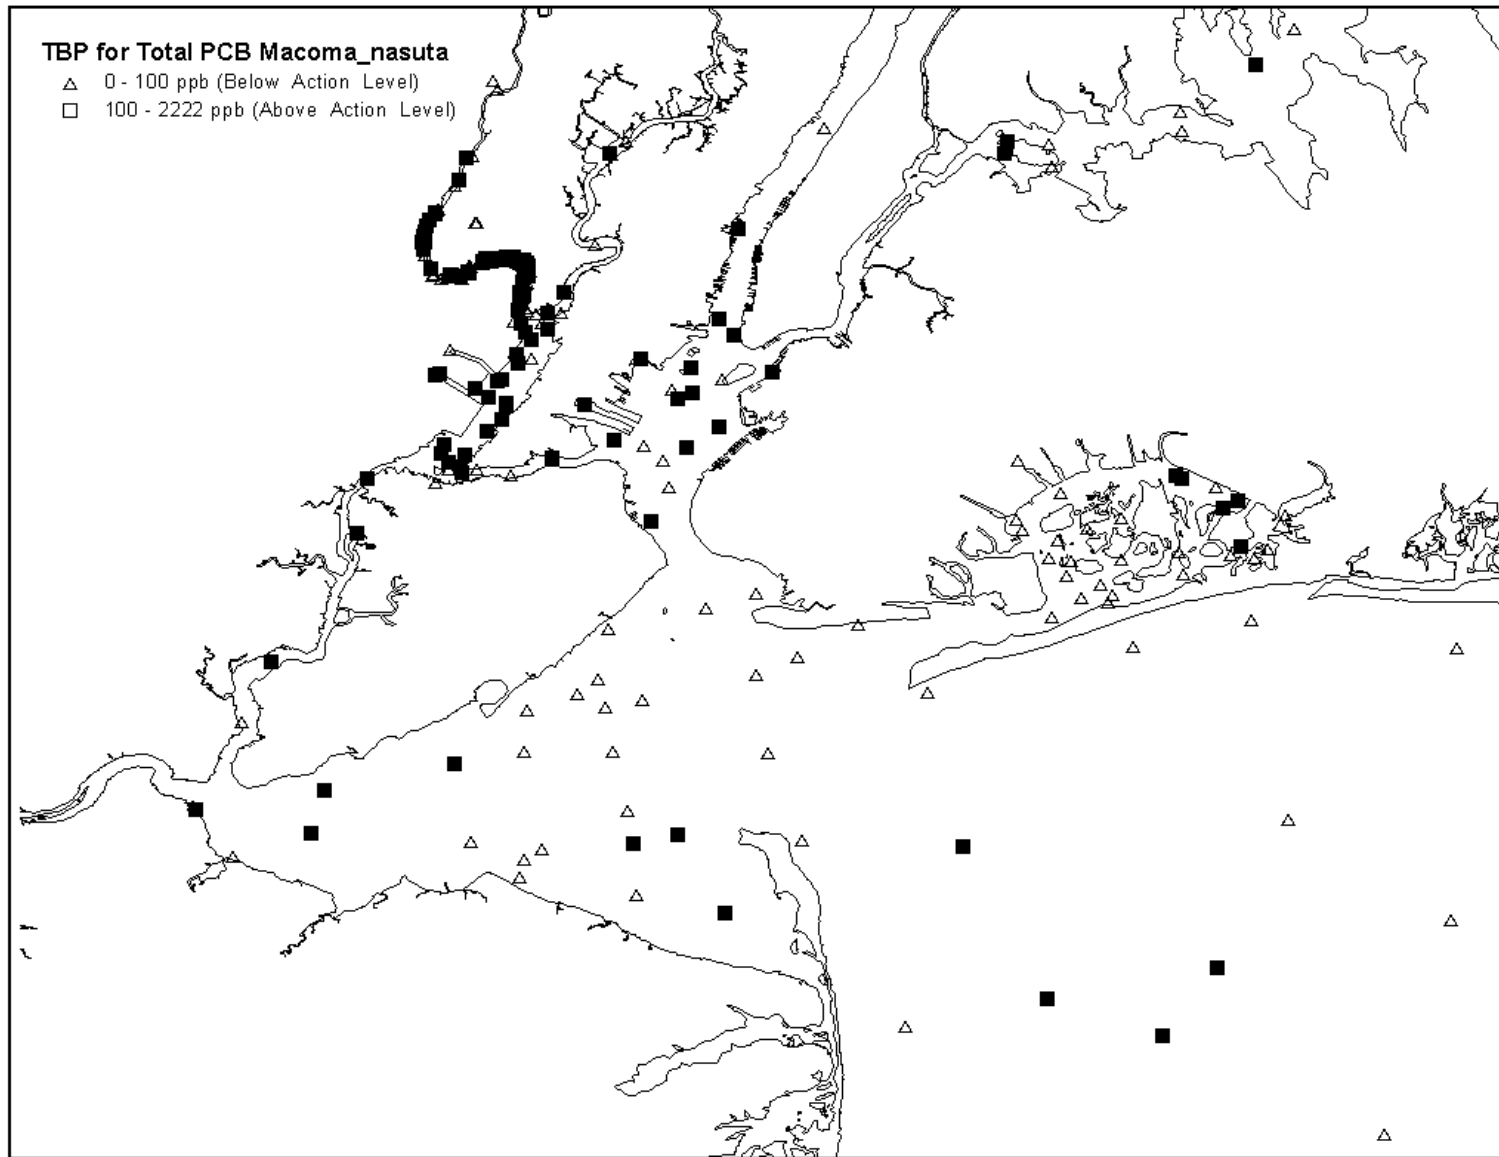 TBP for Total PCB Macoma_nasuta
0 - 100 ppb (Below Action Level)
100 - 2222 ppb (Above Action Level)